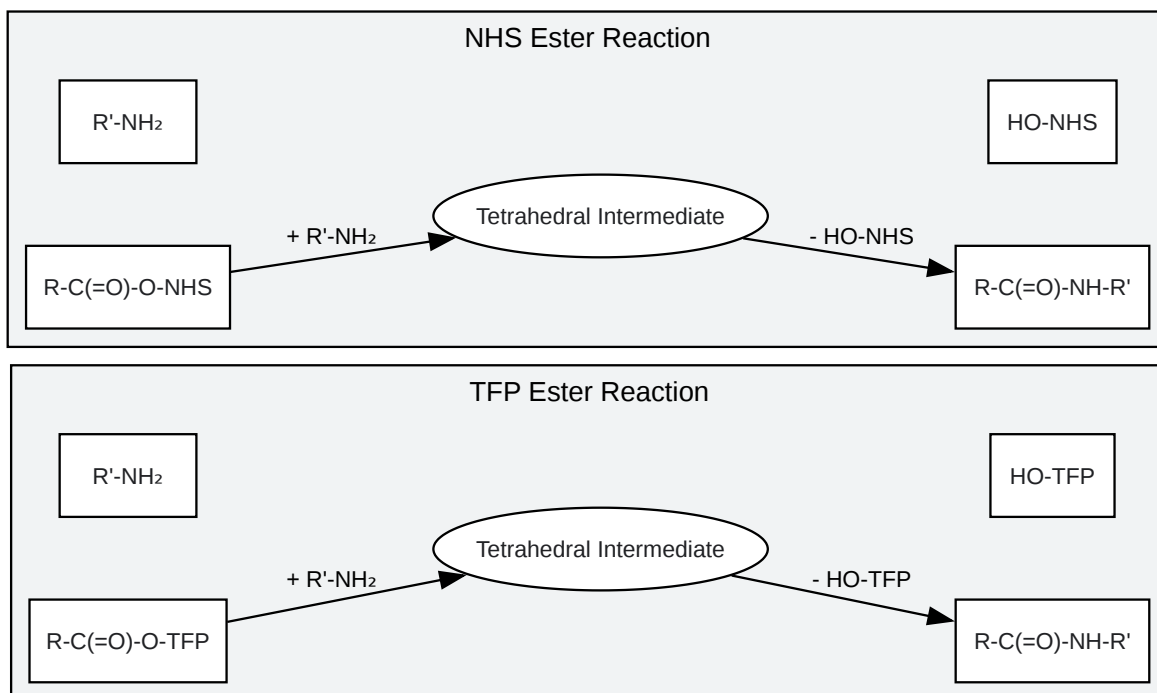 NHS Ester Reaction
R'-NH₂
HO-NHS
Tetrahedral Intermediate
+ R'-NH₂
- HO-NHS
R-C(=O)-O-NHS
R-C(=O)-NH-R'
TFP Ester Reaction
R'-NH₂
HO-TFP
Tetrahedral Intermediate
+ R'-NH₂
- HO-TFP
R-C(=O)-O-TFP
R-C(=O)-NH-R'